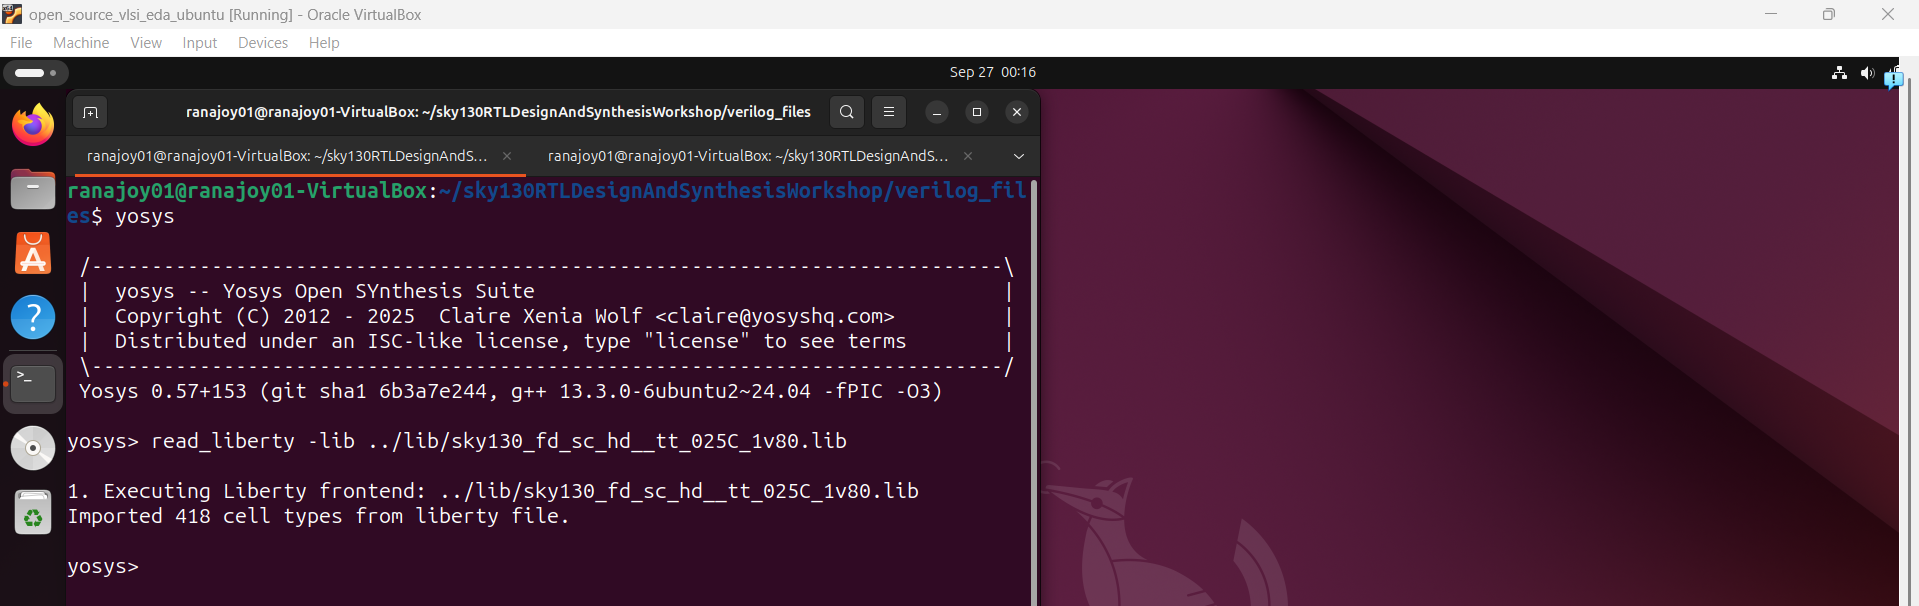 open_source_vlsi_eda_ubuntu [Running] - Oracle VirtualBox
File Machine View Input Devices Help
Sep 27 00:16
ranajoy01@ranajoy01-VirtualBox: ~/sky130RTLDesignAndSynthesisWorkshop/verilog_files
ranajoy01@ranajoy01-VirtualBox: ~/sky130RTLDesignAndS... ranajoy01@ranajoy01-VirtualBox: ~/sky130RTLDesignAndS...
ranajoy01@ranajoy01-VirtualBox:~/sky130RTLDesignAndSynthesisWorkshop/verilog_fil
es$ yosys
/----------------------------------------------------------------------------\
| yosys -- Yosys Open SYnthesis Suite |
| Copyright (C) 2012 - 2025 Claire Xenia Wolf <claire@yosyshq.com> |
| Distributed under an ISC-like license, type "license" to see terms |
\----------------------------------------------------------------------------/
Yosys 0.57+153 (git sha1 6b3a7e244, g++ 13.3.0-6ubuntu2~24.04 -fPIC -O3)
yosys> read_liberty -lib ../lib/sky130_fd_sc_hd__tt_025C_1v80.lib
1. Executing Liberty frontend: ../lib/sky130_fd_sc_hd__tt_025C_1v80.lib
Imported 418 cell types from liberty file.
yosys>